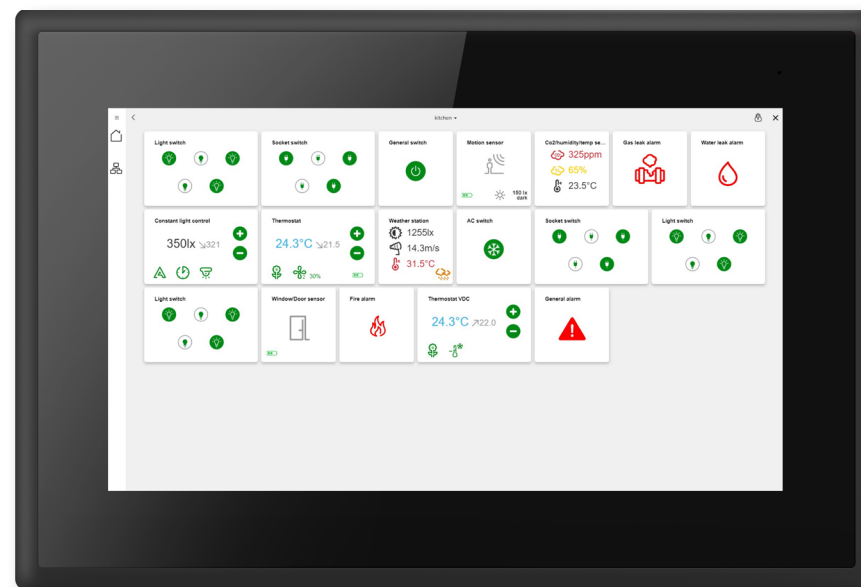 kitchen
Light switch
Socket switch
General switch
Motion sensor
180 lx
dark
Co2/humidity/temp se...
325ppm
65%
23.5°C
Gas leak alarm
Water leak alarm
Constant light control
350lx 321
Thermostat
24.3°C 21.5
30%
Weather station
1255lx
14.3m/s
31.5°C
AC switch
Socket switch
Light switch
Light switch
Window/Door sensor
Fire alarm
Thermostat VDC
24.3°C 22.0
General alarm